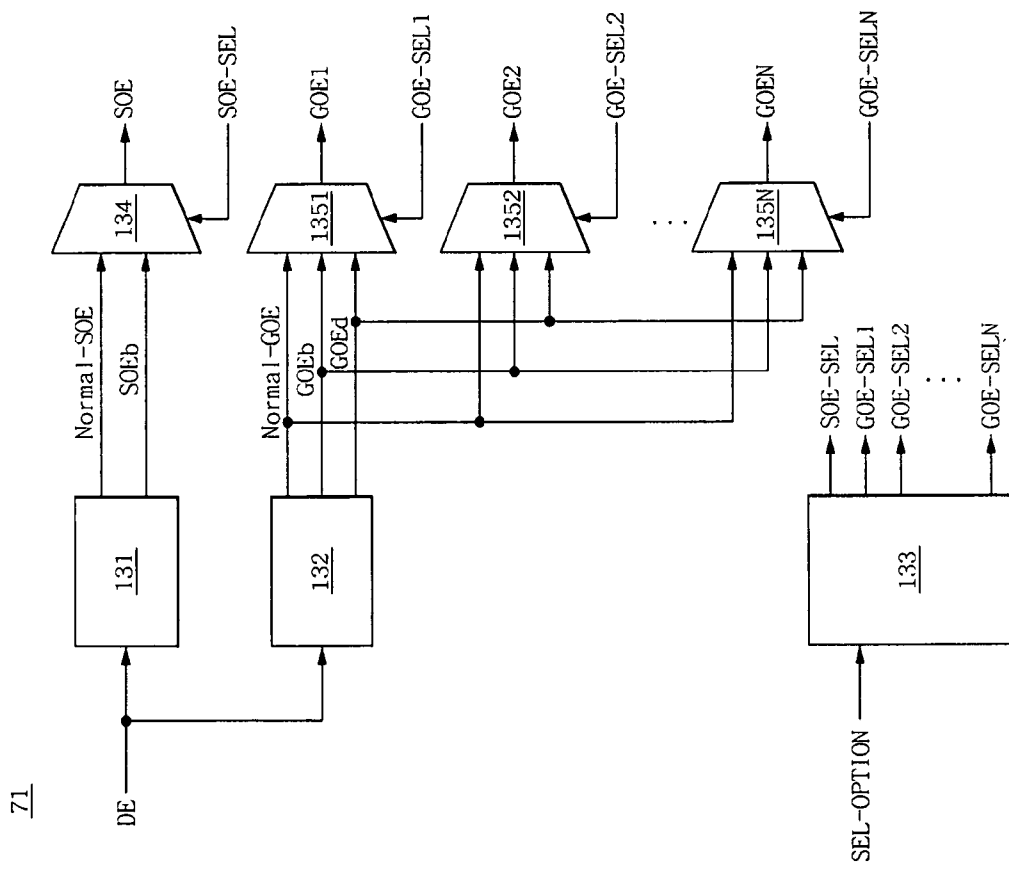 71
DE
131
132
Normal-SOE
SOEb
Normal-GOE
GOEb
GOEd
134
SOE
SOE-SEL
1351
GOE1
GOE-SEL1
1352
GOE2
GOE-SEL2
...
135N
GOEN
GOE-SELN
SEL-OPTION
133
SOE-SEL
GOE-SEL1
GOE-SEL2
...
GOE-SELN